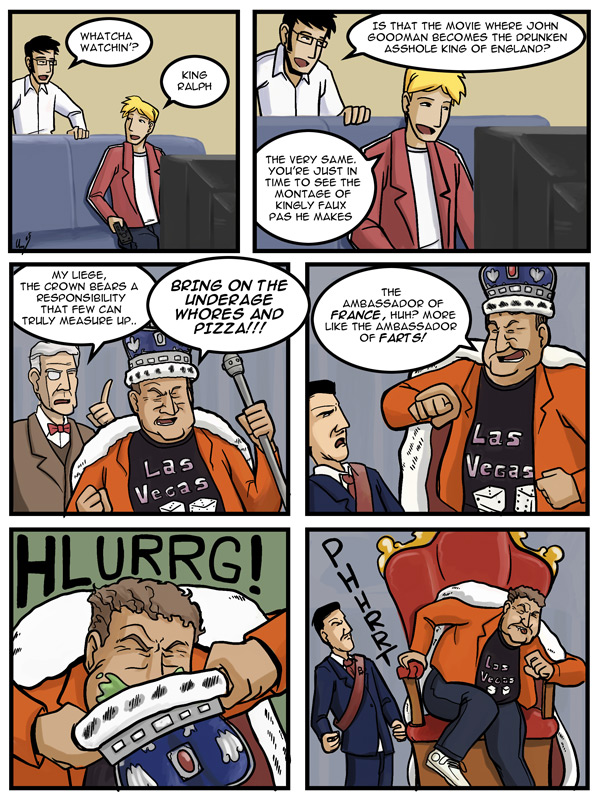 WHATCHA
WATCHIN'?
KING
RALPH
IS THAT THE MOVIE WHERE JOHN
GOODMAN BECOMES THE DRUNKEN
ASSHOLE KING OF ENGLAND?
THE VERY SAME.
YOU'RE JUST IN
TIME TO SEE THE
MONTAGE OF
KINGLY FAUX
PAS HE MAKES
MY LIEGE,
THE CROWN BEARS A
RESPONSIBILITY
THAT FEW CAN
TRULY MEASURE UP..
BRING ON THE
UNDERAGE
WHORES AND
PIZZA!!!
LAS
VEGAS
THE
AMBASSADOR OF
FRANCE, HUH? MORE
LIKE THE AMBASSADOR
OF FARTS!
LAS
VEGAS
HLURRG!
PHHRRT
LAS
VEGAS